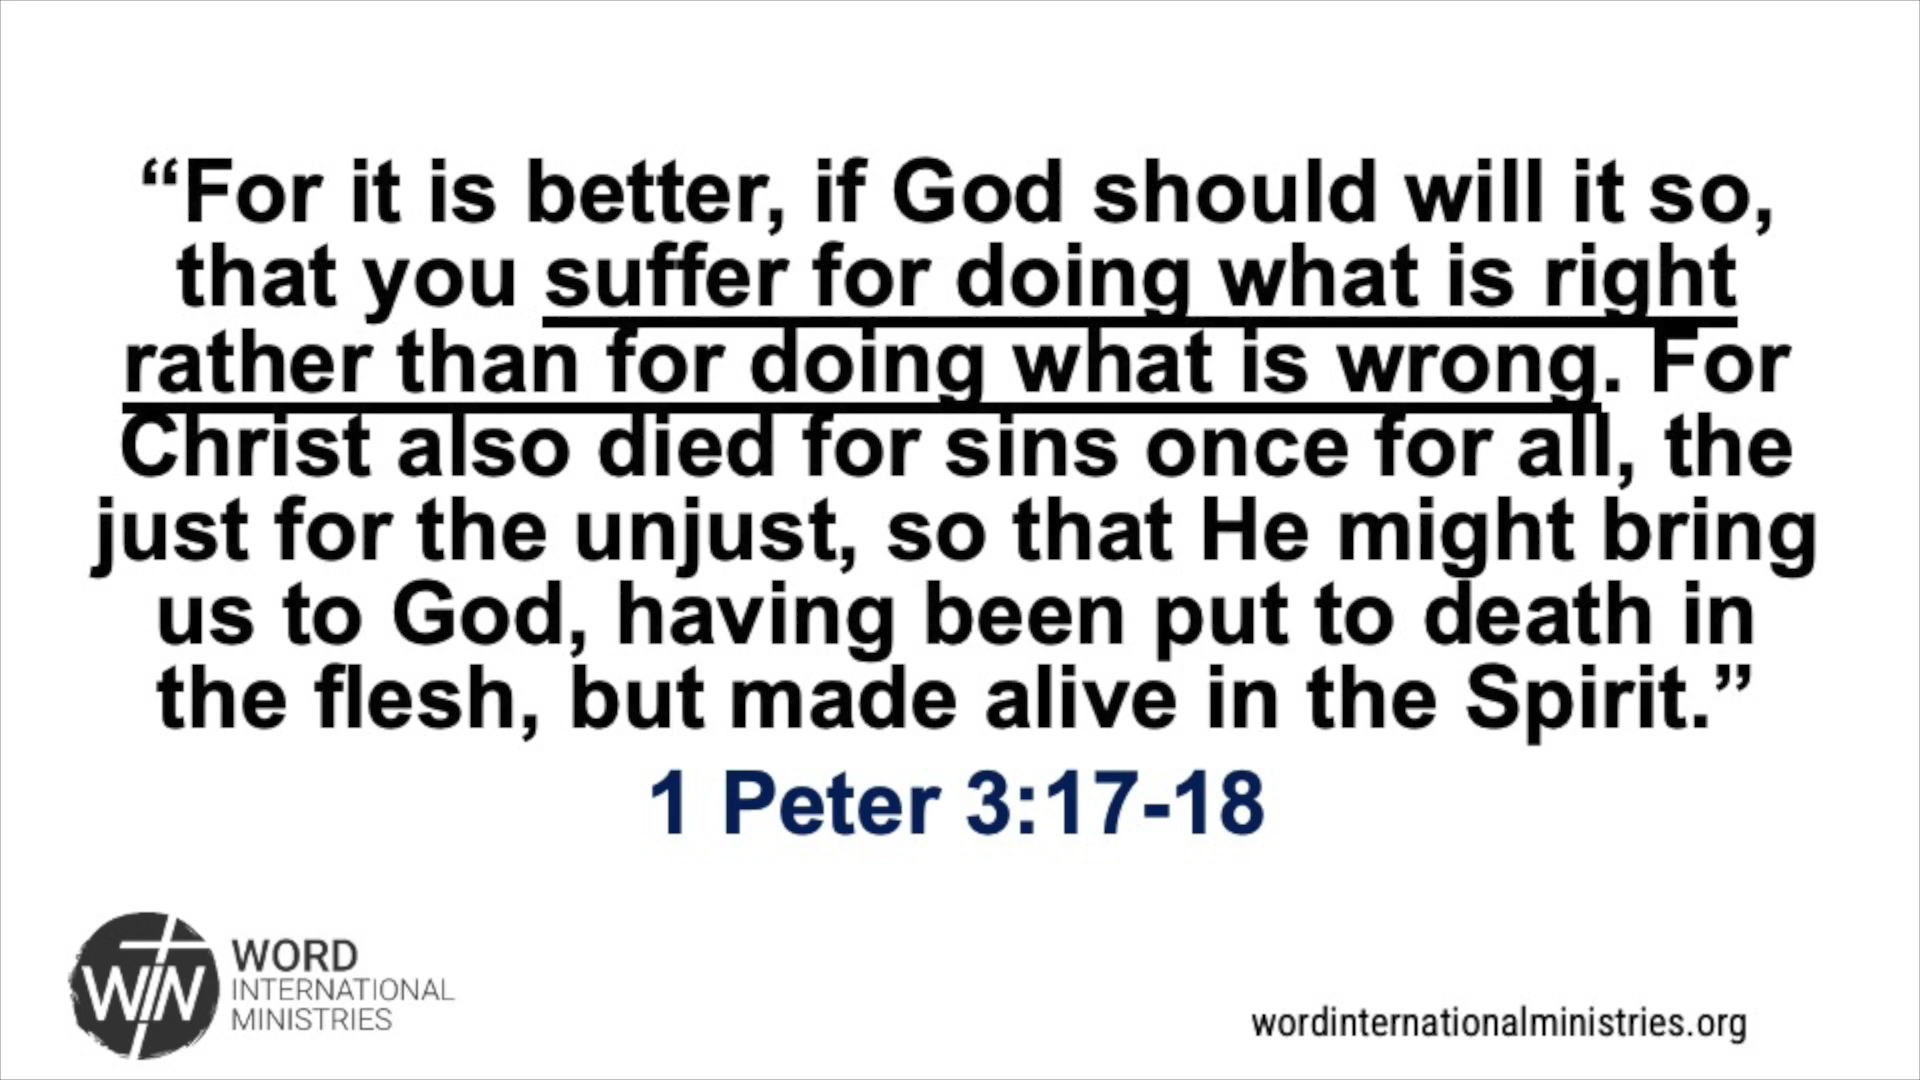 “For it is better, if God should will it so,
that you suffer for doing what is right
rather than for doing what is wrong. For
Christ also died for sins once for all, the
just for the unjust, so that He might bring
us to God, having been put to death in
the flesh, but made alive in the Spirit.”
1 Peter 3:17-18
WIN
WORD
INTERNATIONAL
MINISTRIES
wordinternationalministries.org